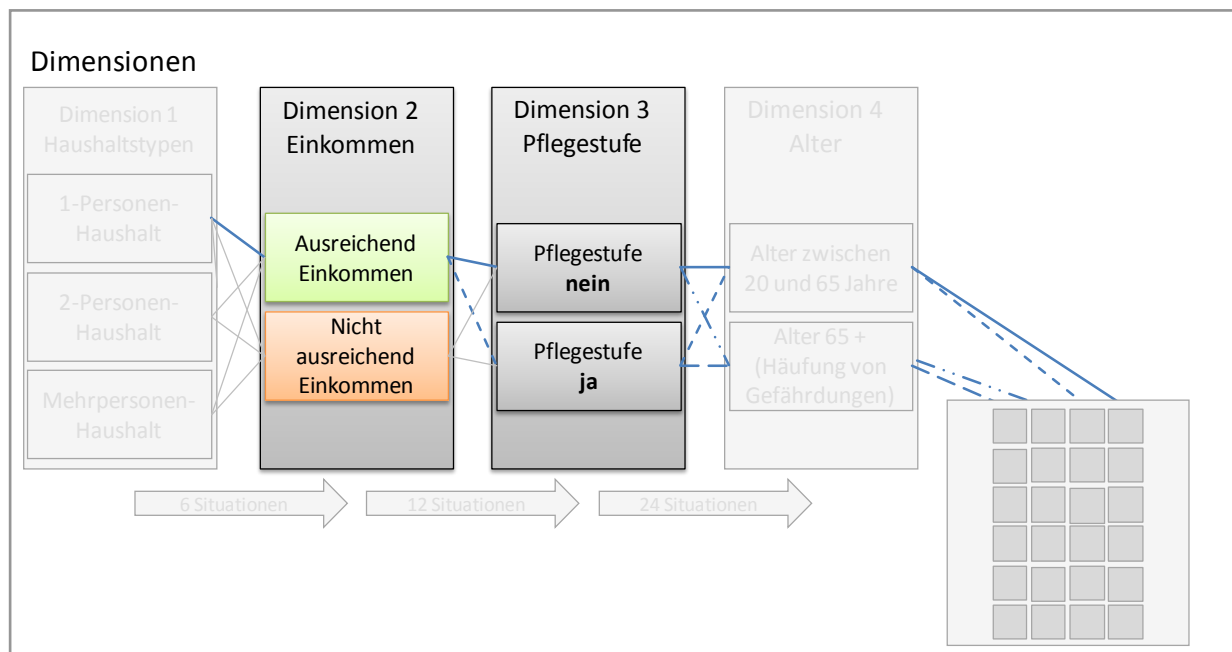 Dimensionen
Dimension 1
Haushaltstypen
1-Personen-
Haushalt
2-Personen-
Haushalt
Mehrpersonen-
Haushalt
Dimension 2
Einkommen
Ausreichend
Einkommen
Nicht
ausreichend
Einkommen
Dimension 3
Pflegestufe
Pflegestufe
nein
Pflegestufe
ja
Dimension 4
Alter
Alter zwischen
20 und 65 Jahre
Alter 65 +
(Häufung von
Gefährdungen)
6 Situationen
12 Situationen
24 Situationen